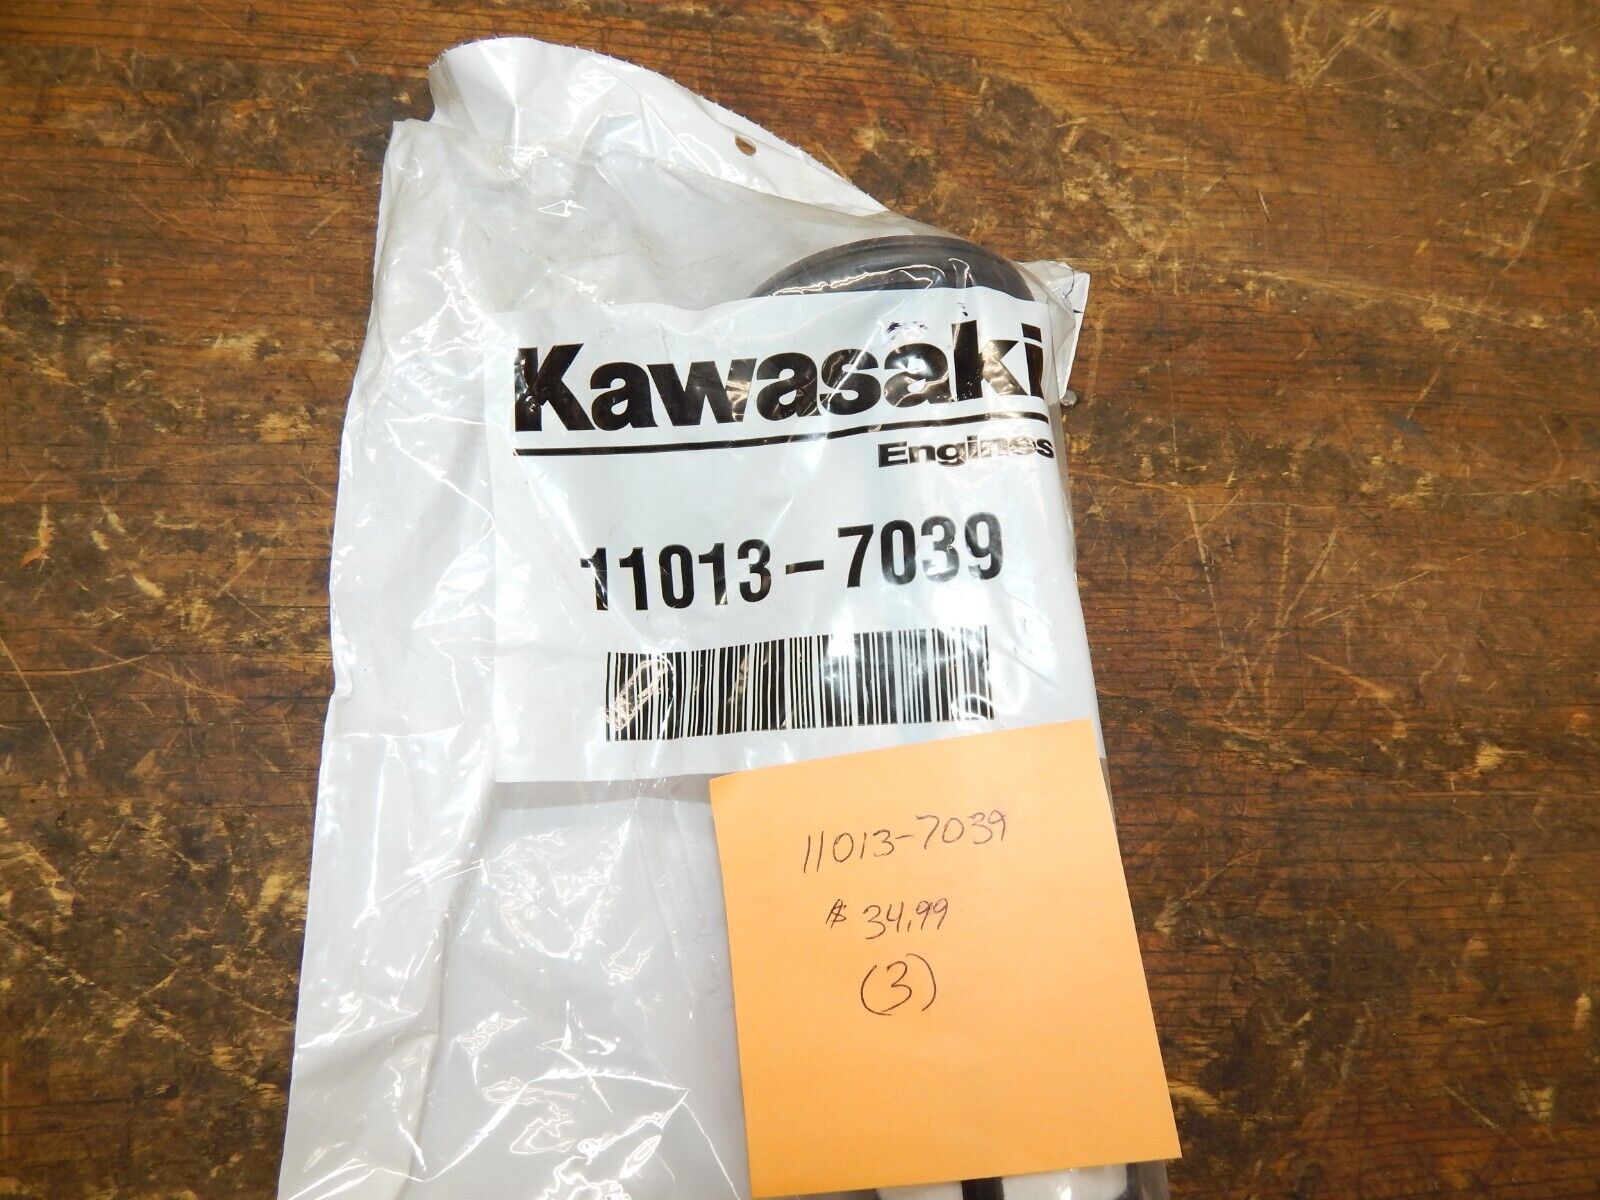 Kawasaki
Engines
11013-7039
11013-7039
$ 34.99
(3)